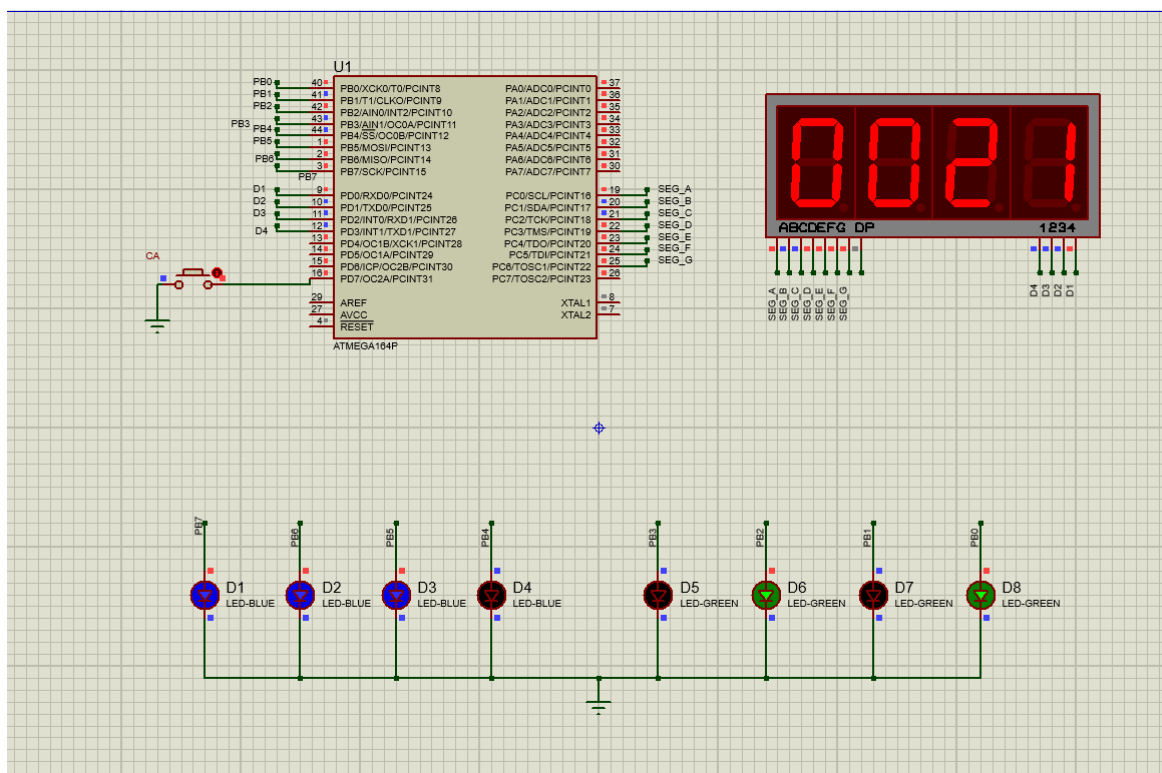 U1
PB0 40 PB0/XCK0/T0/PCINT8 PA0/ADC0/PCINT0 37
PB1 41 PB1/T1/CLKO/PCINT9 PA1/ADC1/PCINT1 36
PB2 42 PB2/AIN0/INT2/PCINT10 PA2/ADC2/PCINT2 35
PB3 43 PB3/AIN1/OC0A/PCINT11 PA3/ADC3/PCINT3 34
PB4 44 PB4/SS/OC0B/PCINT12 PA4/ADC4/PCINT4 33
PB5 1 PB5/MOSI/PCINT13 PA5/ADC5/PCINT5 32
PB6 2 PB6/MISO/PCINT14 PA6/ADC6/PCINT6 31
PB7 3 PB7/SCK/PCINT15 PA7/ADC7/PCINT7 30
D1 9 PD0/RXD0/PCINT24 PC0/SCL/PCINT16 19 SEG_A
D2 10 PD1/TXD0/PCINT25 PC1/SDA/PCINT17 20 SEG_B
D3 11 PD2/INT0/RXD1/PCINT26 PC2/TCK/PCINT18 21 SEG_C
D4 12 PD3/INT1/TXD1/PCINT27 PC3/TMS/PCINT19 22 SEG_D
13 PD4/OC1B/XCK1/PCINT28 PC4/TDO/PCINT20 23 SEG_E
14 PD5/OC1A/PCINT29 PC5/TDI/PCINT21 24 SEG_F
15 PD6/ICP/OC2B/PCINT30 PC6/TOSC1/PCINT22 25 SEG_G
16 PD7/OC2A/PCINT31 PC7/TOSC2/PCINT23 26
29 AREF XTAL1 8
27 AVCC XTAL2 7
4 RESET
ATMEGA164P
CA
0021
ABCDEFG DP 1234
SEG_A
SEG_B
SEG_C
SEG_D
SEG_E
SEG_F
SEG_G
D4
D3
D2
D1
PB7 PB6 PB5 PB4 PB3 PB2 PB1 PB0
D1 D2 D3 D4 D5 D6 D7 D8
LED-BLUE LED-BLUE LED-BLUE LED-BLUE LED-GREEN LED-GREEN LED-GREEN LED-GREEN